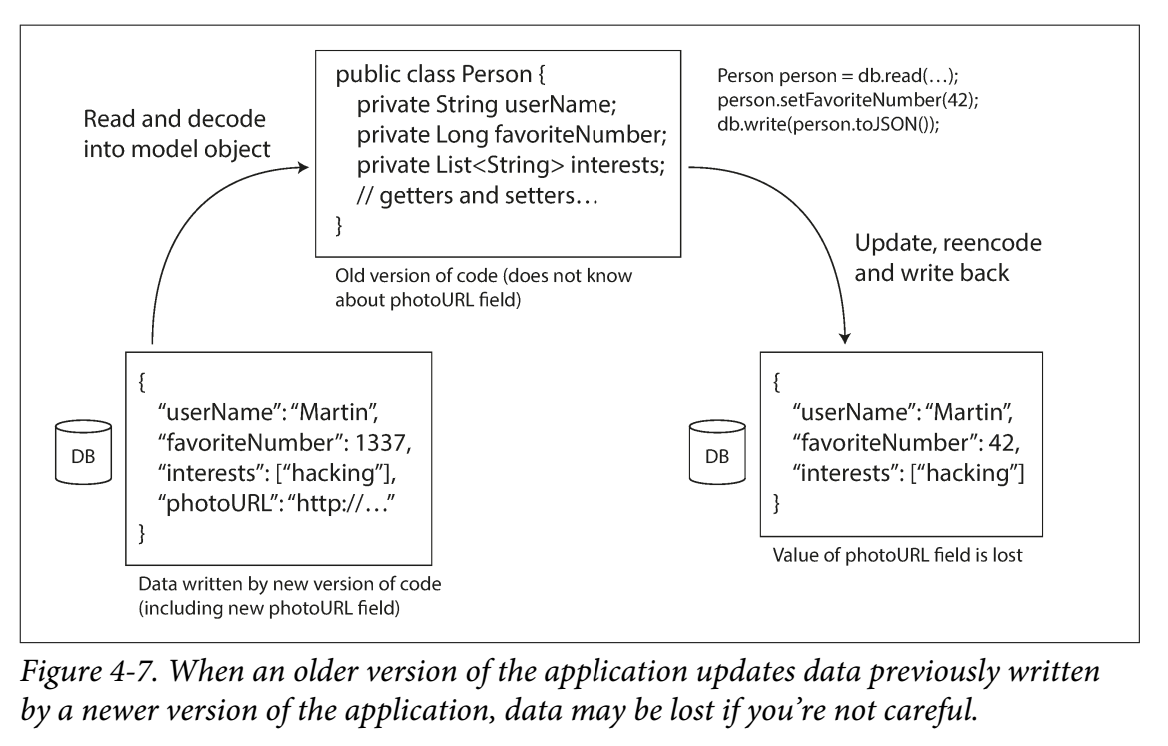 public class Person {
private String userName;
private Long favoriteNumber;
private List<String> interests;
// getters and setters…
}
Old version of code (does not know
about photoURL field)
Person person = db.read(…);
person.setFavoriteNumber(42);
db.write(person.toJSON());
Read and decode
into model object
Update, reencode
and write back
DB
{
“userName”: “Martin”,
“favoriteNumber”: 1337,
“interests”: [“hacking”],
“photoURL”: “http://…”
}
Data written by new version of code
(including new photoURL field)
DB
{
“userName”: “Martin”,
“favoriteNumber”: 42,
“interests”: [“hacking”]
}
Value of photoURL field is lost
Figure 4-7. When an older version of the application updates data previously written
by a newer version of the application, data may be lost if you’re not careful.